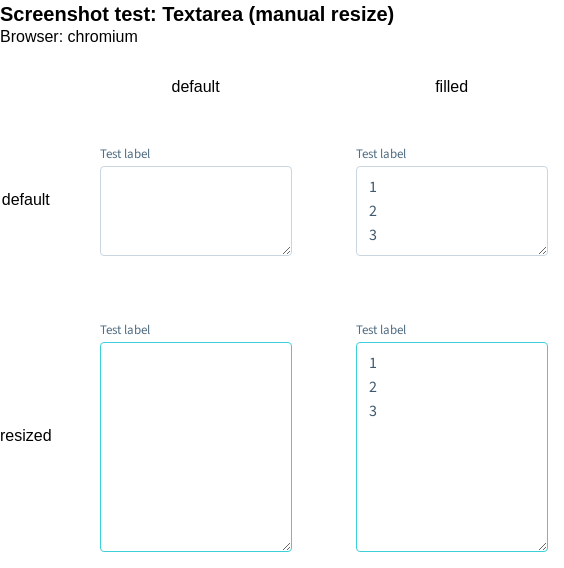 Screenshot test: Textarea (manual resize)
Browser: chromium
default filled
Test label Test label
default
1
2
3
Test label Test label
resized
1
2
3